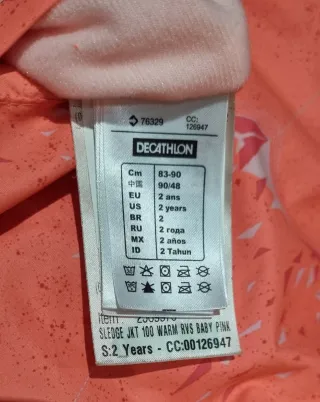 78329 CC:
126947
DECATHLON
Cm 83-90
中国 90/48
EU 2 ans
US 2 years
BR 2
RU 2 года
MX 2 años
ID 2 Tahun
Item :
SLEDGE JKT 100 WARM RVS BABY PINK
S:2 Years - CC:00126947